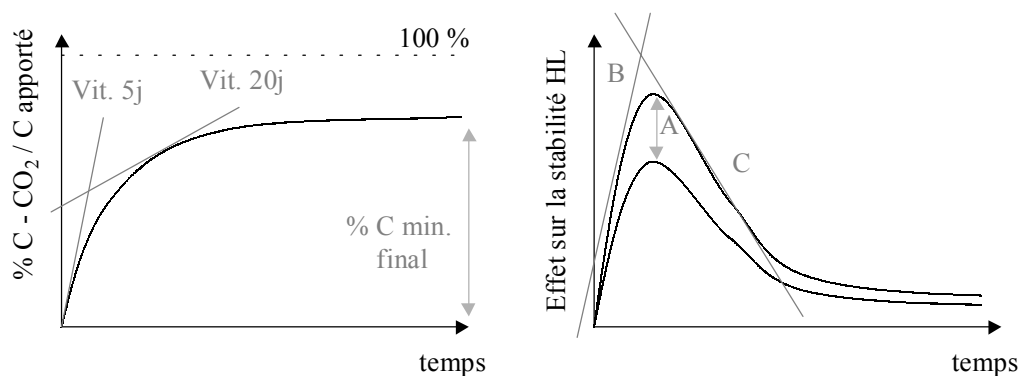 % C - CO₂ / C apporté
100 %
Vit. 5j
Vit. 20j
% C min.
final
temps
Effet sur la stabilité HL
B
A
C
temps